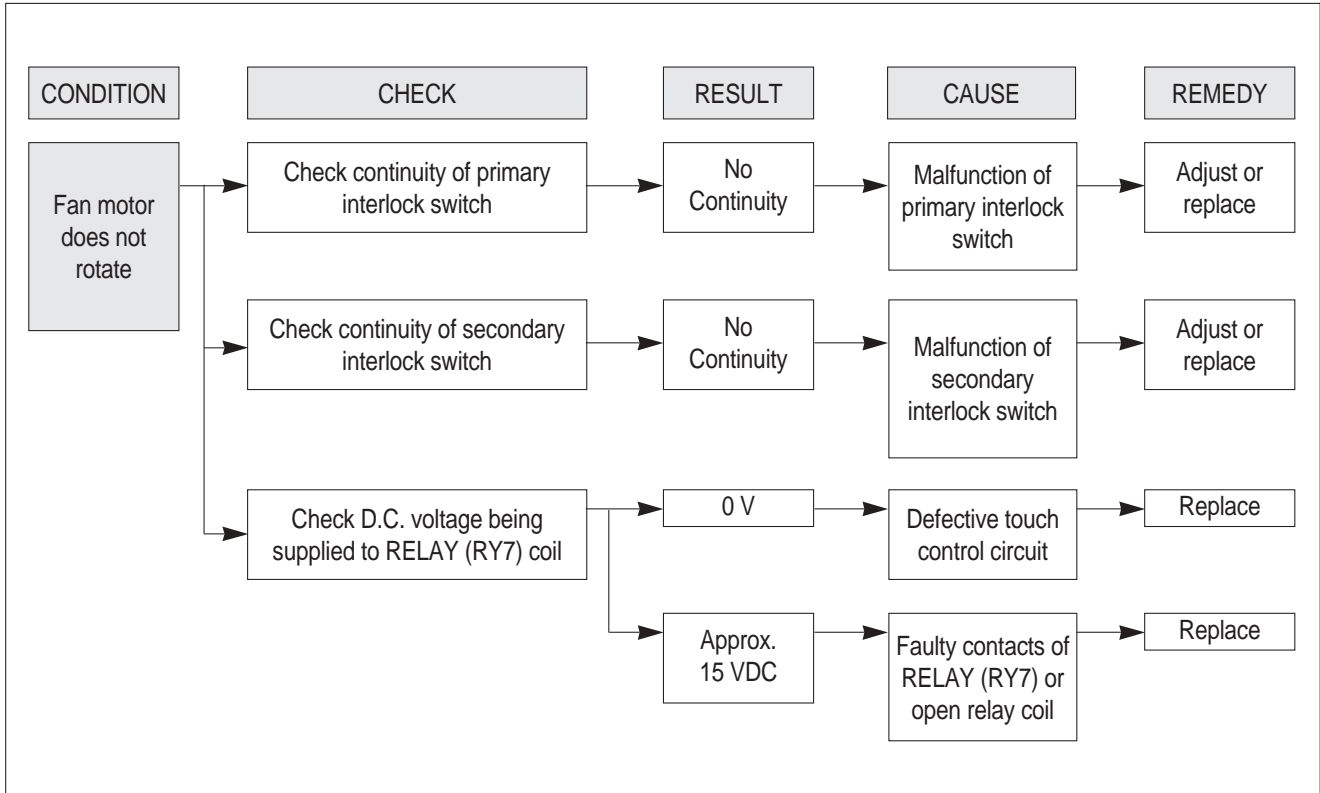 CONDITION
CHECK
RESULT
CAUSE
REMEDY
Fan motor
does not
rotate
Check continuity of primary
interlock switch
No
Continuity
Malfunction of
primary interlock
switch
Adjust or
replace
Check continuity of secondary
interlock switch
No
Continuity
Malfunction of
secondary
interlock switch
Adjust or
replace
Check D.C. voltage being
supplied to RELAY (RY7) coil
0 V
Defective touch
control circuit
Replace
Approx.
15 VDC
Faulty contacts of
RELAY (RY7) or
open relay coil
Replace